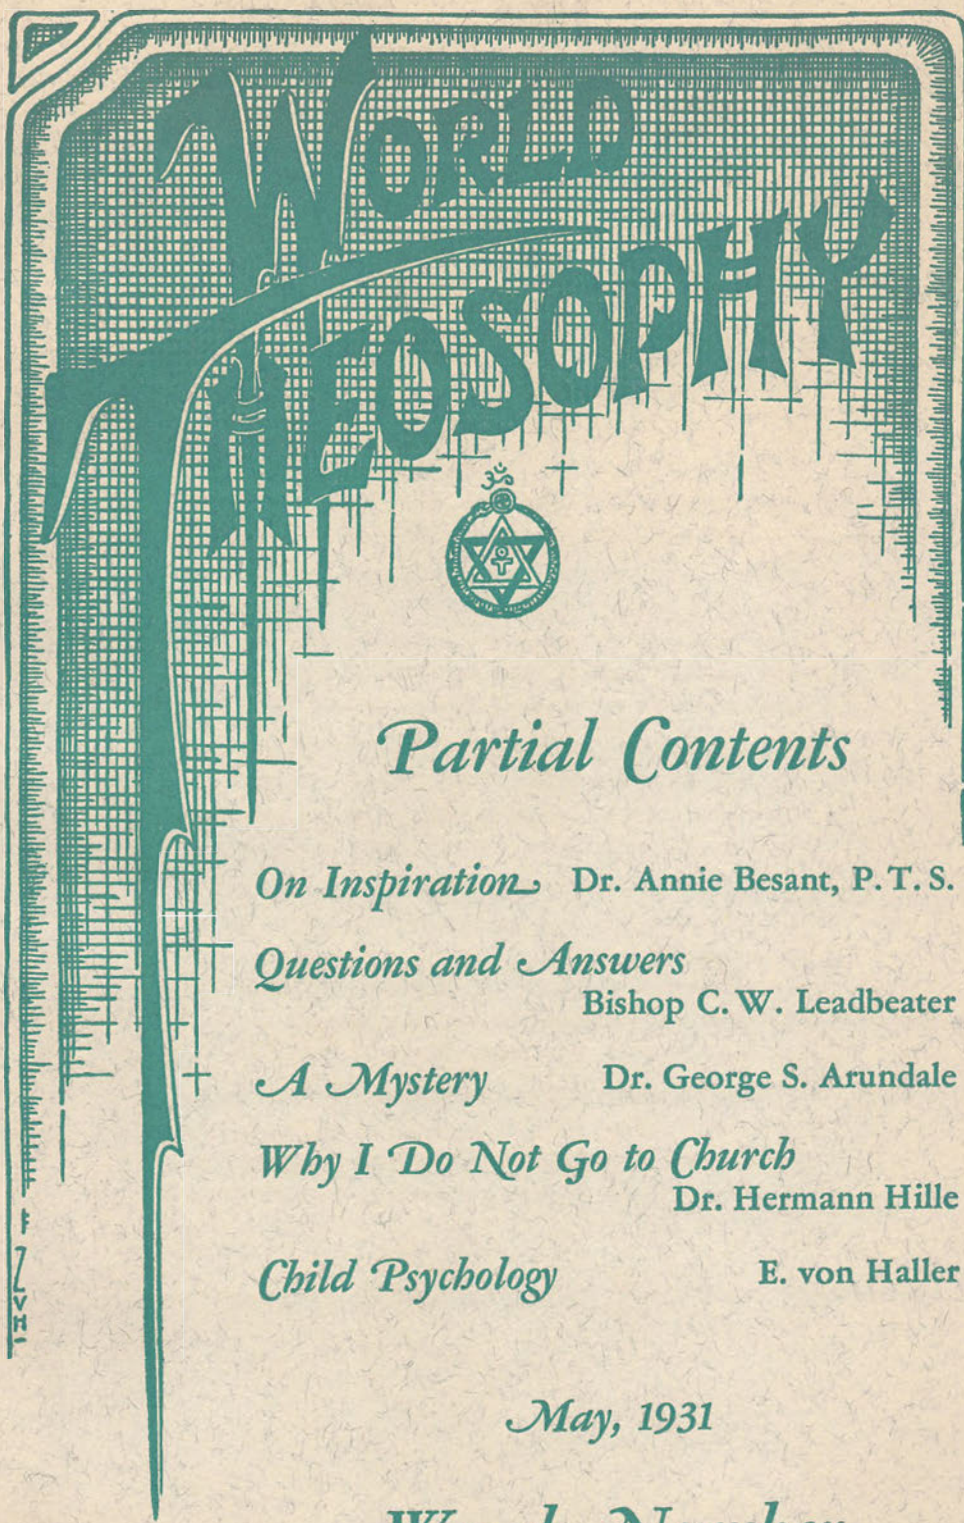 WORLD
THEOSOPHY
ॐ
Partial Contents
On Inspiration Dr. Annie Besant, P. T. S.
Questions and Answers
Bishop C. W. Leadbeater
A Mystery Dr. George S. Arundale
Why I Do Not Go to Church
Dr. Hermann Hille
Child Psychology E. von Haller
May, 1931
Number